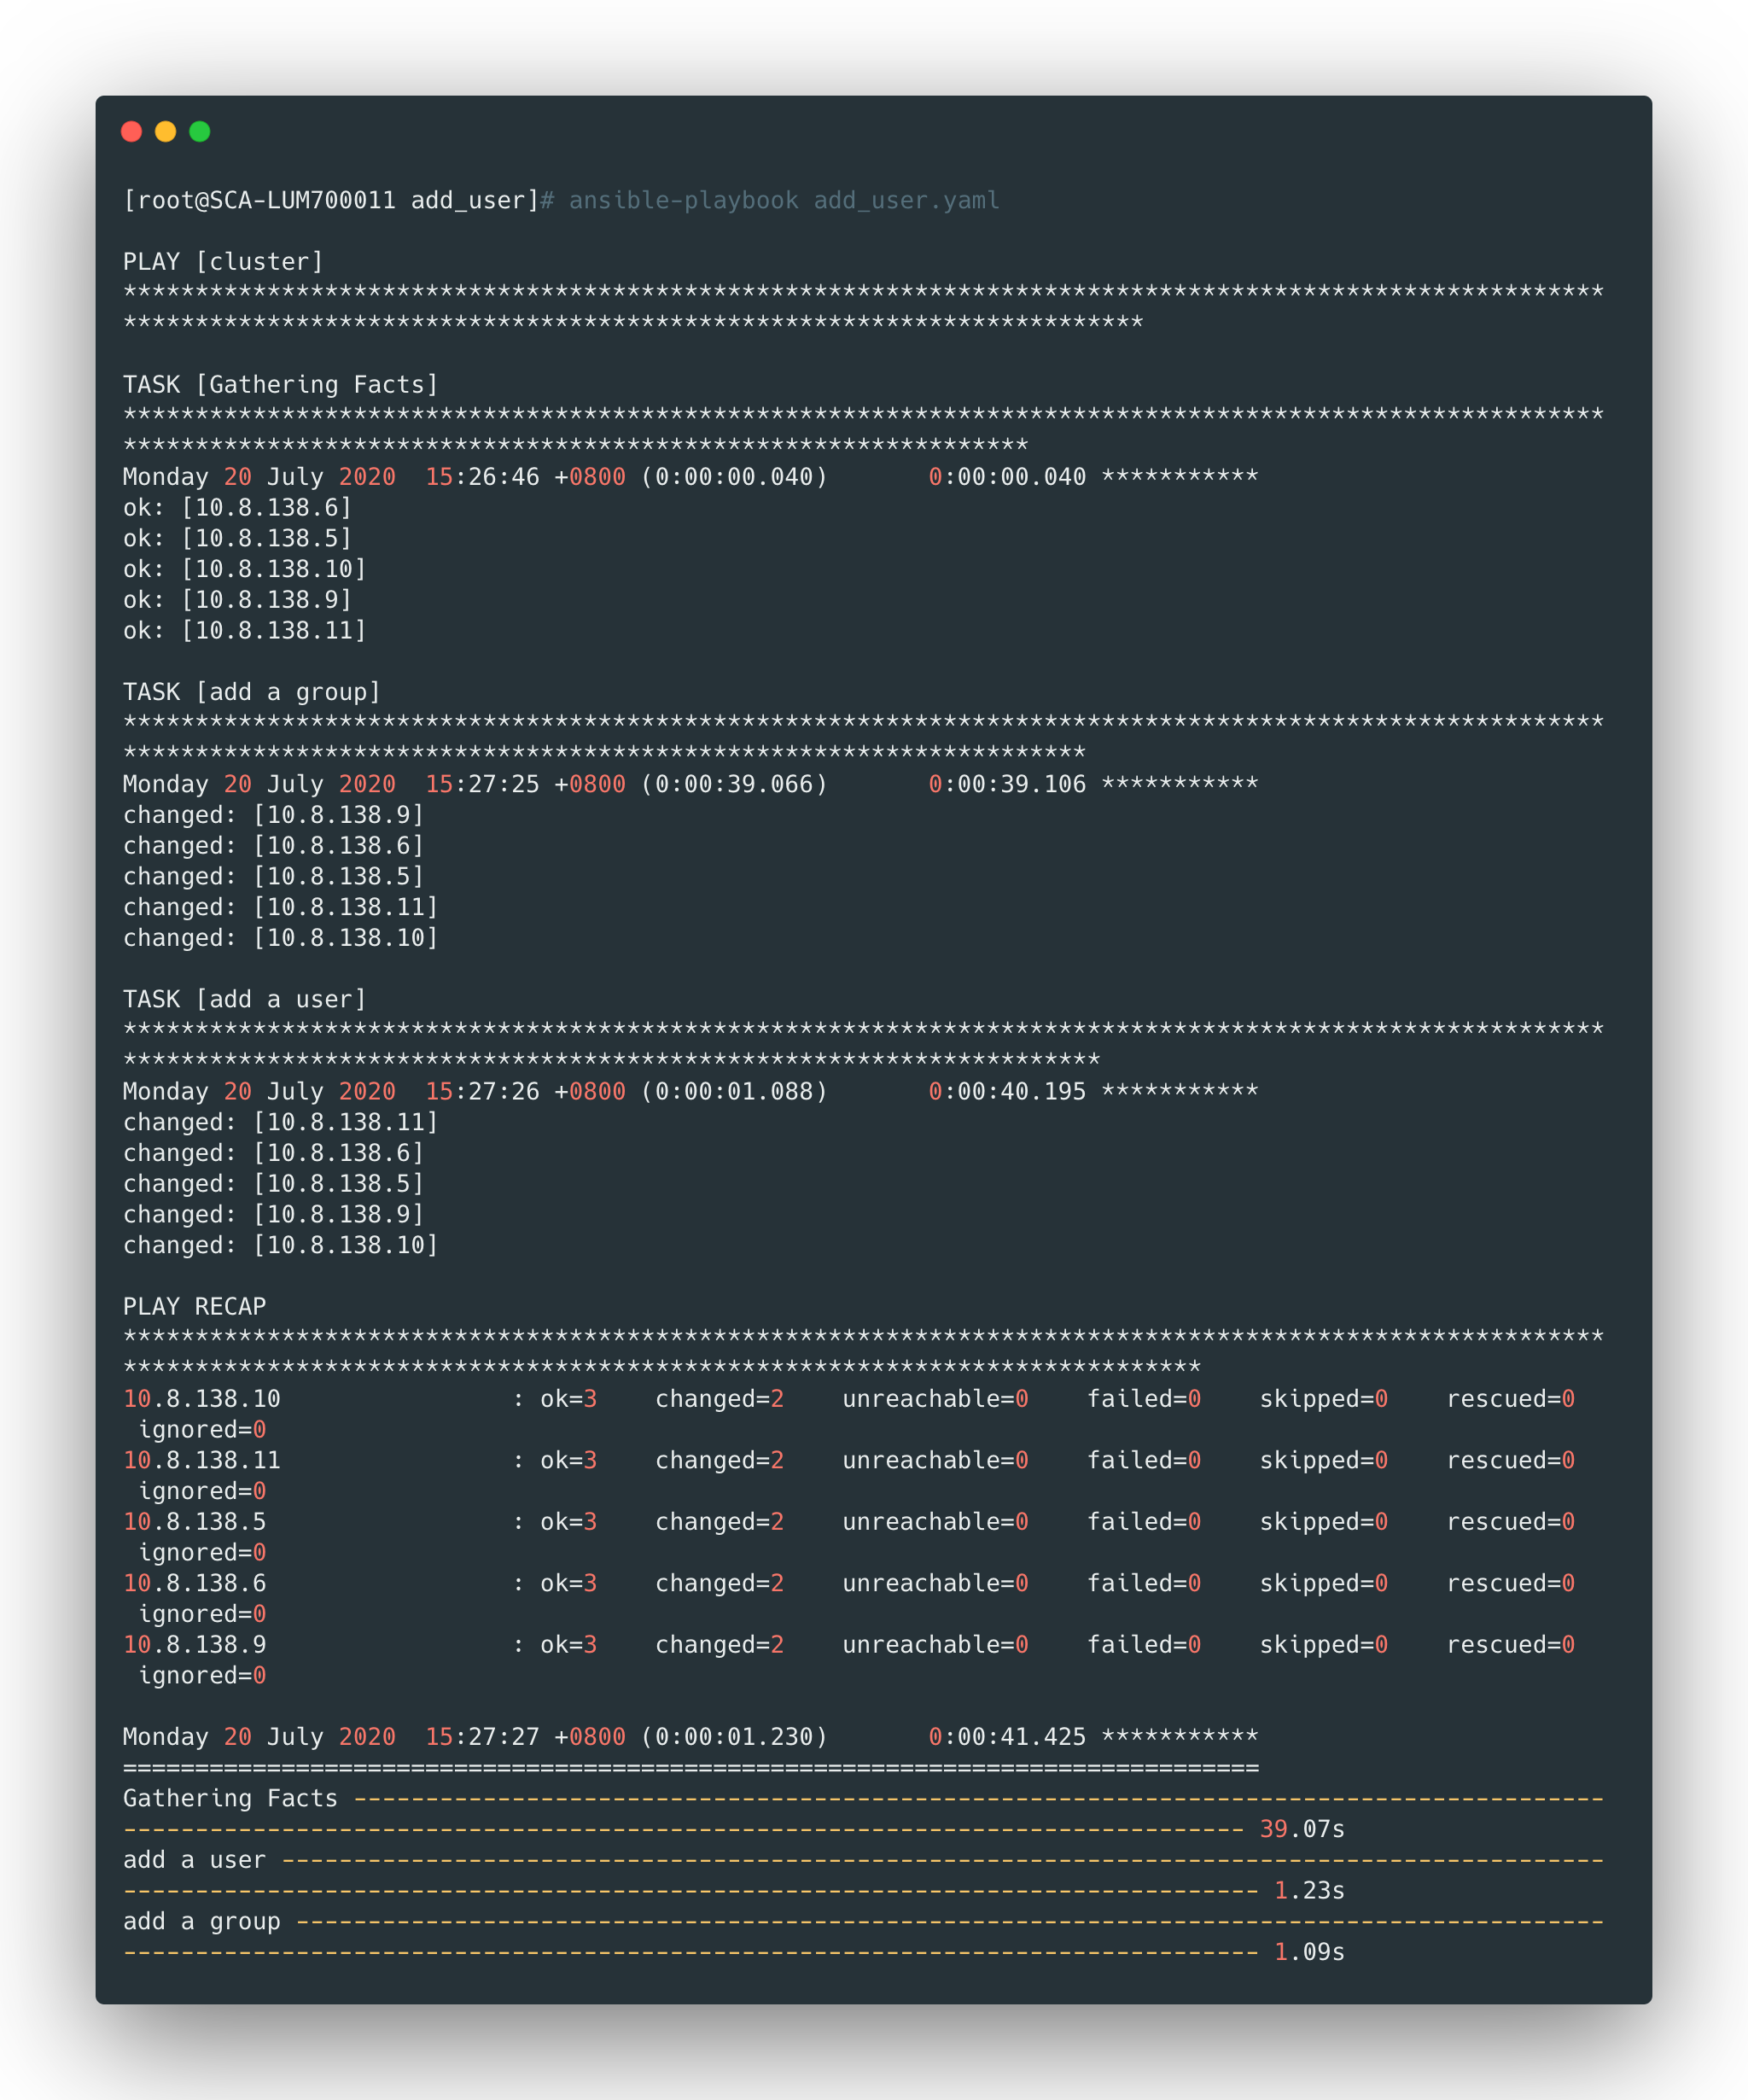 [root@SCA-LUM700011 add_user]# ansible-playbook add_user.yaml
PLAY [cluster]
*******************************************************************************************************
***********************************************************************
TASK [Gathering Facts]
*******************************************************************************************************
***************************************************************
Monday 20 July 2020  15:26:46 +0800 (0:00:00.040)       0:00:00.040 ***********
ok: [10.8.138.6]
ok: [10.8.138.5]
ok: [10.8.138.10]
ok: [10.8.138.9]
ok: [10.8.138.11]
TASK [add a group]
*******************************************************************************************************
*******************************************************************
Monday 20 July 2020  15:27:25 +0800 (0:00:39.066)       0:00:39.106 ***********
changed: [10.8.138.9]
changed: [10.8.138.6]
changed: [10.8.138.5]
changed: [10.8.138.11]
changed: [10.8.138.10]
TASK [add a user]
*******************************************************************************************************
********************************************************************
Monday 20 July 2020  15:27:26 +0800 (0:00:01.088)       0:00:40.195 ***********
changed: [10.8.138.11]
changed: [10.8.138.6]
changed: [10.8.138.5]
changed: [10.8.138.9]
changed: [10.8.138.10]
PLAY RECAP
*******************************************************************************************************
***************************************************************************
10.8.138.10                : ok=3    changed=2    unreachable=0    failed=0    skipped=0    rescued=0
 ignored=0
10.8.138.11                : ok=3    changed=2    unreachable=0    failed=0    skipped=0    rescued=0
 ignored=0
10.8.138.5                 : ok=3    changed=2    unreachable=0    failed=0    skipped=0    rescued=0
 ignored=0
10.8.138.6                 : ok=3    changed=2    unreachable=0    failed=0    skipped=0    rescued=0
 ignored=0
10.8.138.9                 : ok=3    changed=2    unreachable=0    failed=0    skipped=0    rescued=0
 ignored=0
Monday 20 July 2020  15:27:27 +0800 (0:00:01.230)       0:00:41.425 ***********
===============================================================================
Gathering Facts ---------------------------------------------------------------------------------------
------------------------------------------------------------------------------ 39.07s
add a user --------------------------------------------------------------------------------------------
------------------------------------------------------------------------------- 1.23s
add a group -------------------------------------------------------------------------------------------
------------------------------------------------------------------------------- 1.09s